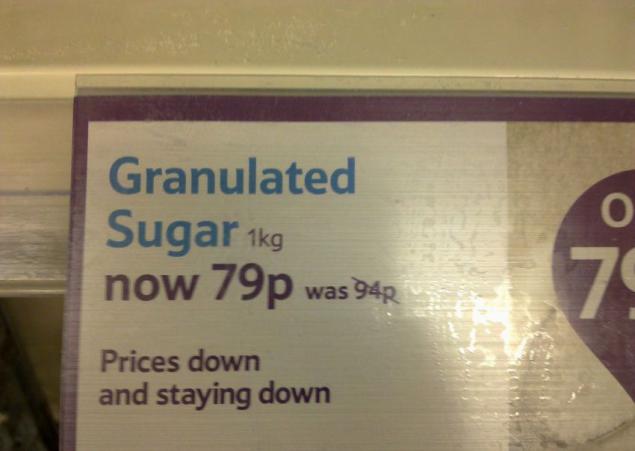 Granulated
Sugar 1kg
now 79p was 94p
Prices down
and staying down